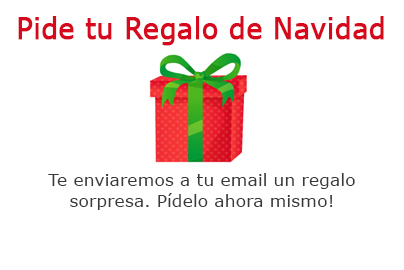 Pide tu Regalo de Navidad
Te enviaremos a tu email un regalo
sorpresa. Pídelo ahora mismo!